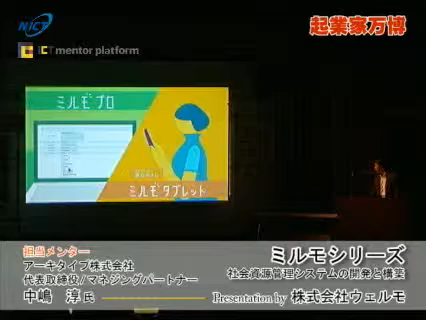 NICT
起業家万博
ICT mentor platform
ミルモプロ
ミルモタブレット
担当メンター
アーキタイプ株式会社
代表取締役/マネジングパートナー
中嶋 淳氏
ミルモシリーズ
社会資源管理システムの開発と構築
Presentation by 株式会社ウェルモ